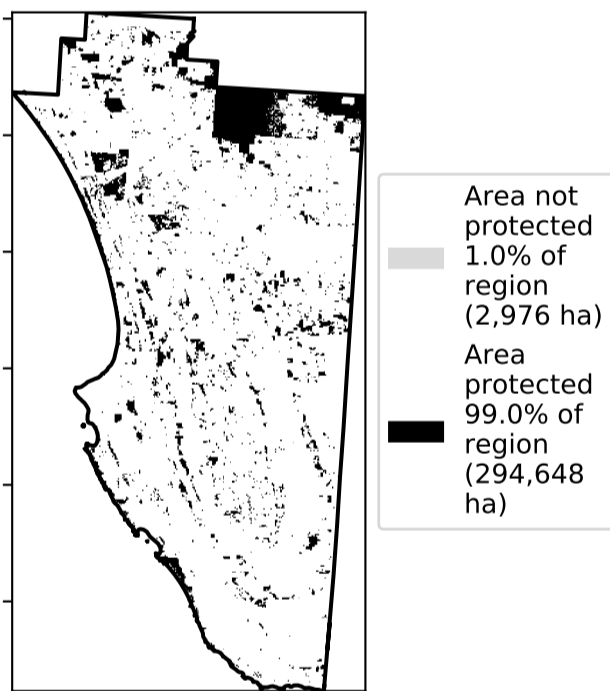 Area not
protected
1.0% of
region
(2,976 ha)
Area
protected
99.0% of
region
(294,648
ha)